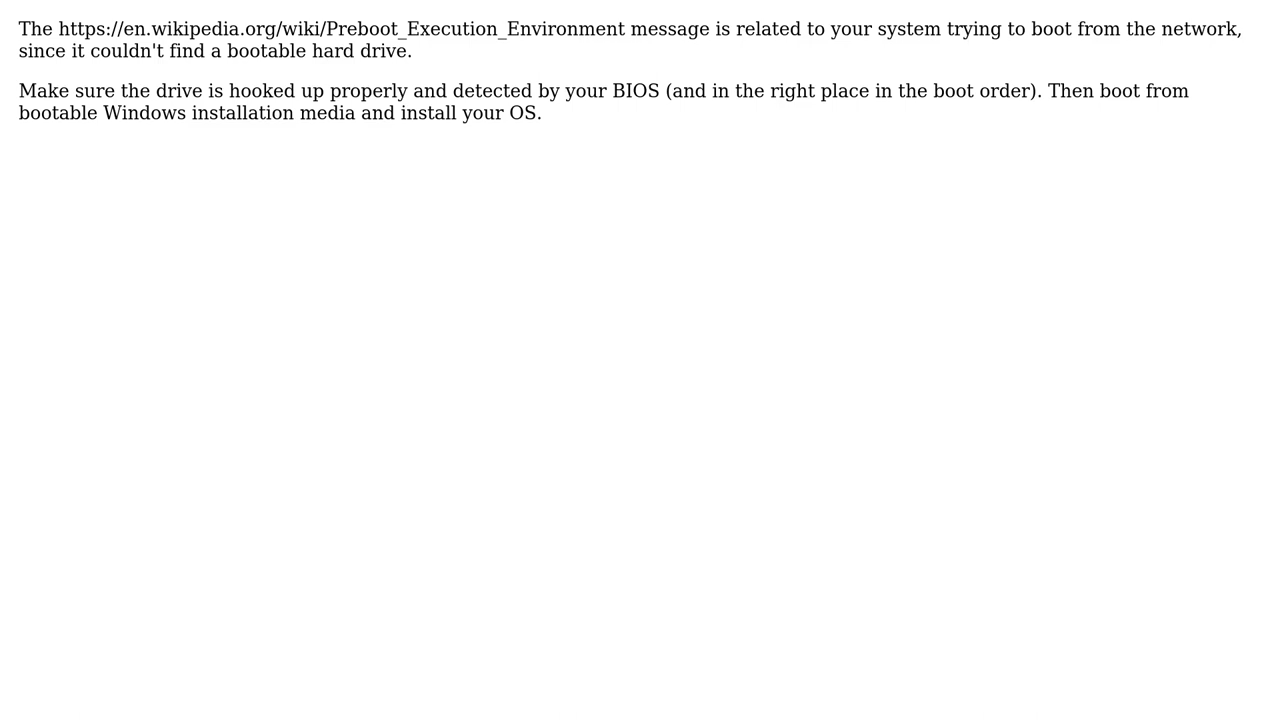 The https://en.wikipedia.org/wiki/Preboot_Execution_Environment message is related to your system trying to boot from the network,
since it couldn't find a bootable hard drive.
Make sure the drive is hooked up properly and detected by your BIOS (and in the right place in the boot order). Then boot from
bootable Windows installation media and install your OS.